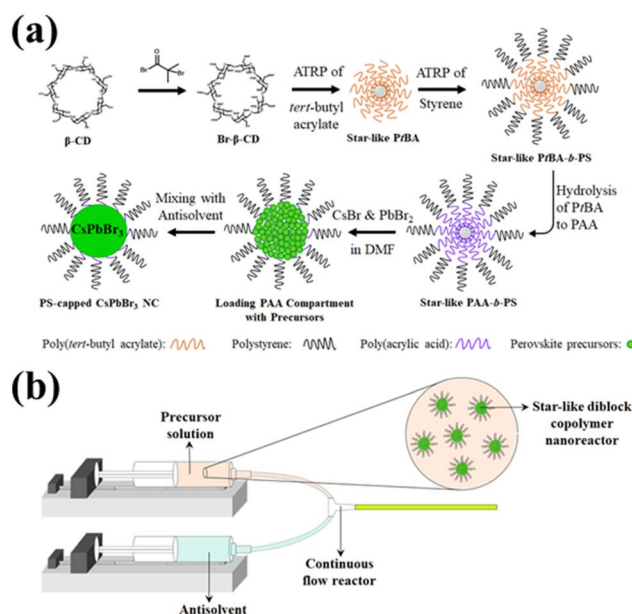 (a)
Br
O
Br
ATRP of
tert-butyl
acrylate
ATRP of
Styrene
β-CD
Br-β-CD
Star-like PtBA
Star-like PtBA-b-PS
Hydrolysis
of PtBA
to PAA
CsPbBr3
Mixing with
Antisolvent
CsBr & PbBr2
in DMF
PS-capped CsPbBr3 NC
Loading PAA Compartment
with Precursors
Star-like PAA-b-PS
Poly(tert-butyl acrylate): Polystyrene: Poly(acrylic acid): Perovskite precursors:
(b)
Precursor
solution
Star-like diblock
copolymer
nanoreactor
Continuous
flow reactor
Antisolvent